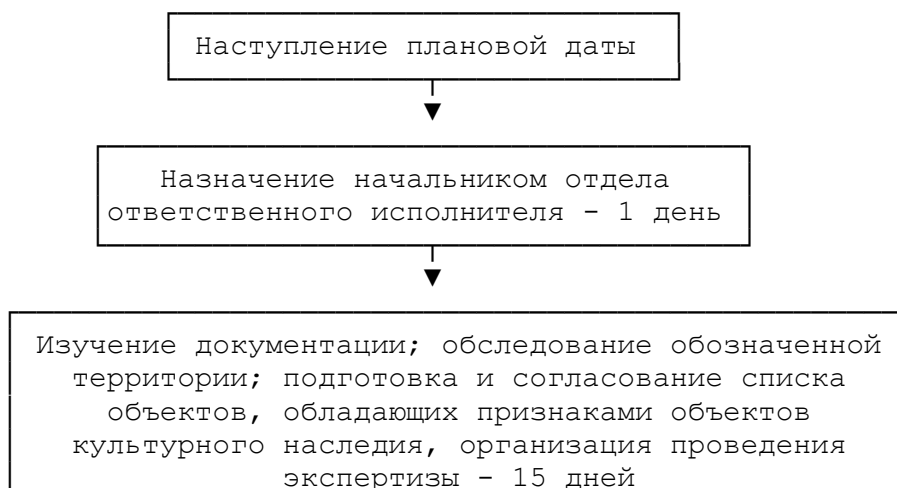 Наступление плановой даты
Назначение начальником отдела
ответственного исполнителя - 1 день
Изучение документации; обследование обозначенной
территории; подготовка и согласование списка
объектов, обладающих признаками объектов
культурного наследия, организация проведения
экспертизы - 15 дней